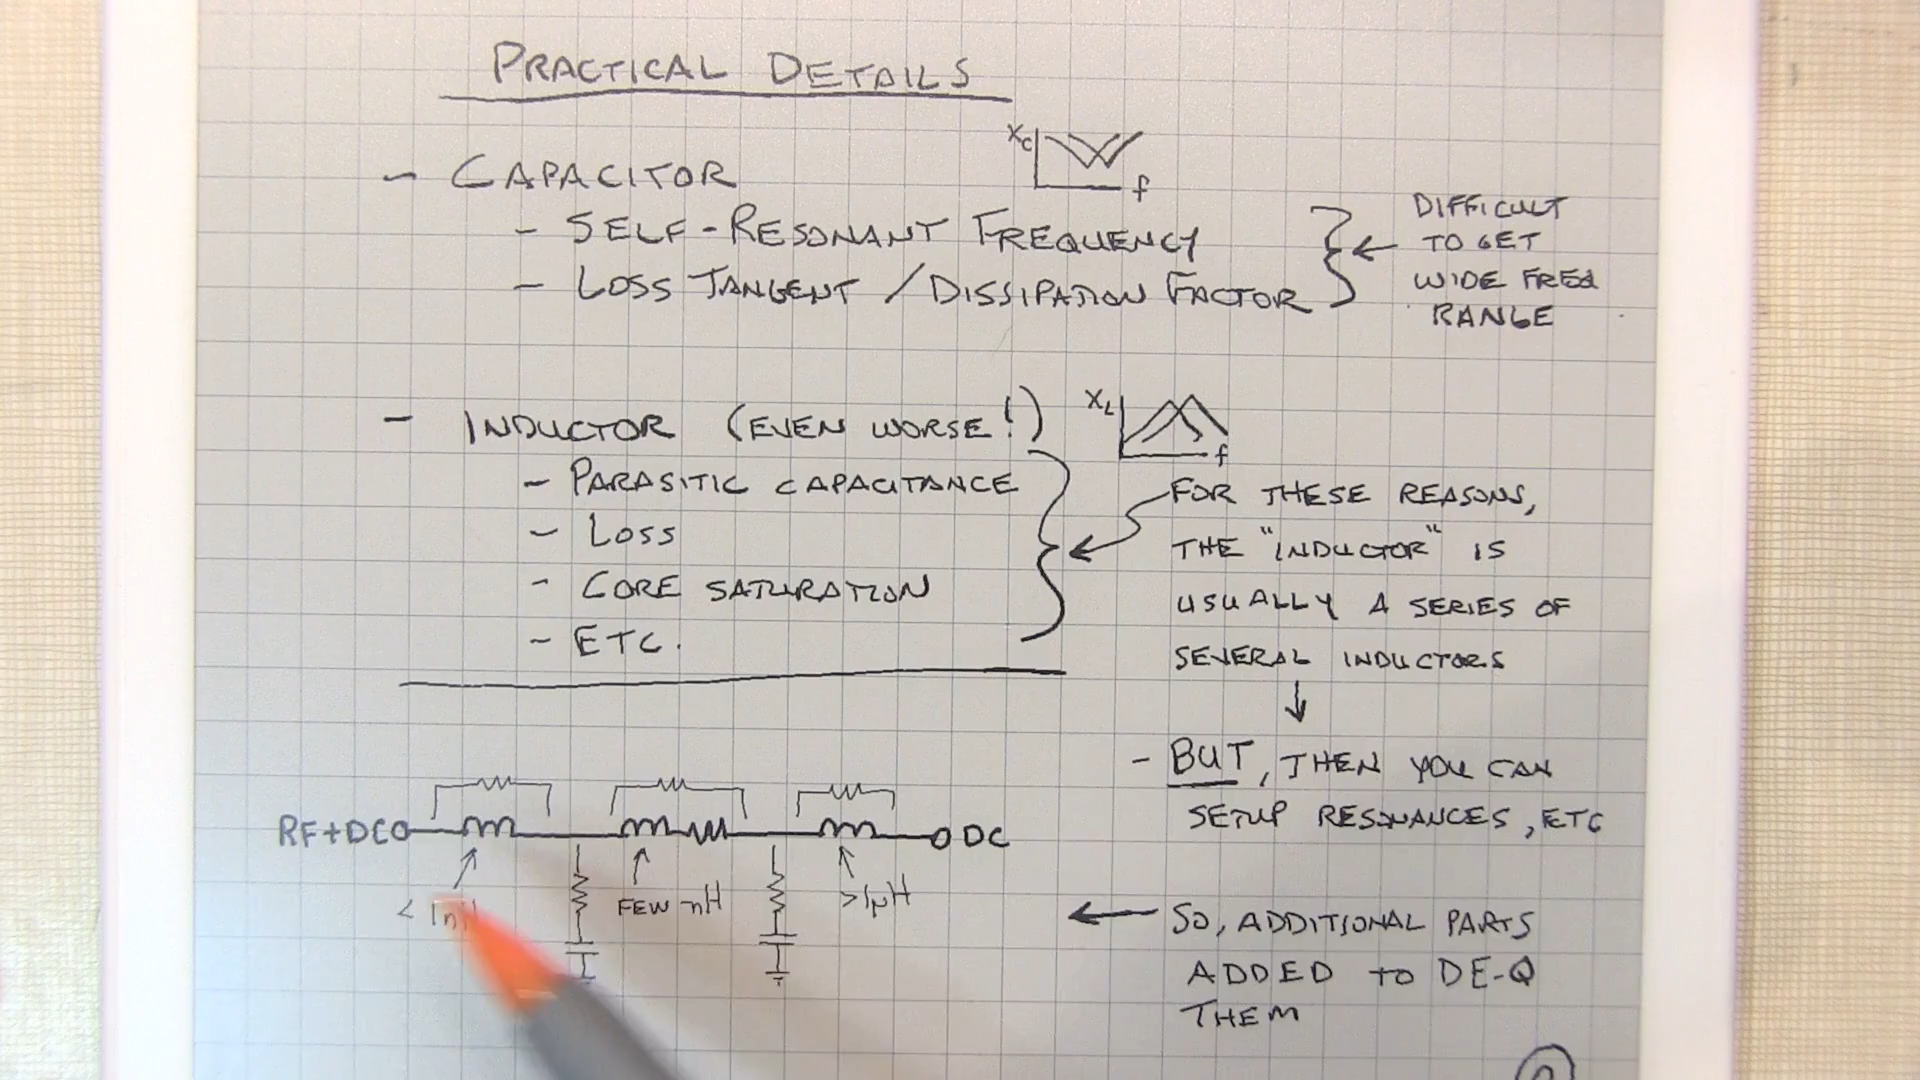 PRACTICAL DETAILS
- CAPACITOR
Xc
f
- SELF-RESONANT FREQUENCY
- LOSS TANGENT / DISSIPATION FACTOR
DIFFICULT
TO GET
WIDE FREQ
RANGE
- INDUCTOR (EVEN WORSE!)
XL
f
- PARASITIC CAPACITANCE
- LOSS
- CORE SATURATION
- ETC.
FOR THESE REASONS,
THE "INDUCTOR" IS
USUALLY A SERIES OF
SEVERAL INDUCTORS
- BUT, THEN YOU CAN
SETUP RESONANCES, ETC
RF+DC
DC
FEW nH
>1µH
SO, ADDITIONAL PARTS
ADDED TO DE-Q
THEM